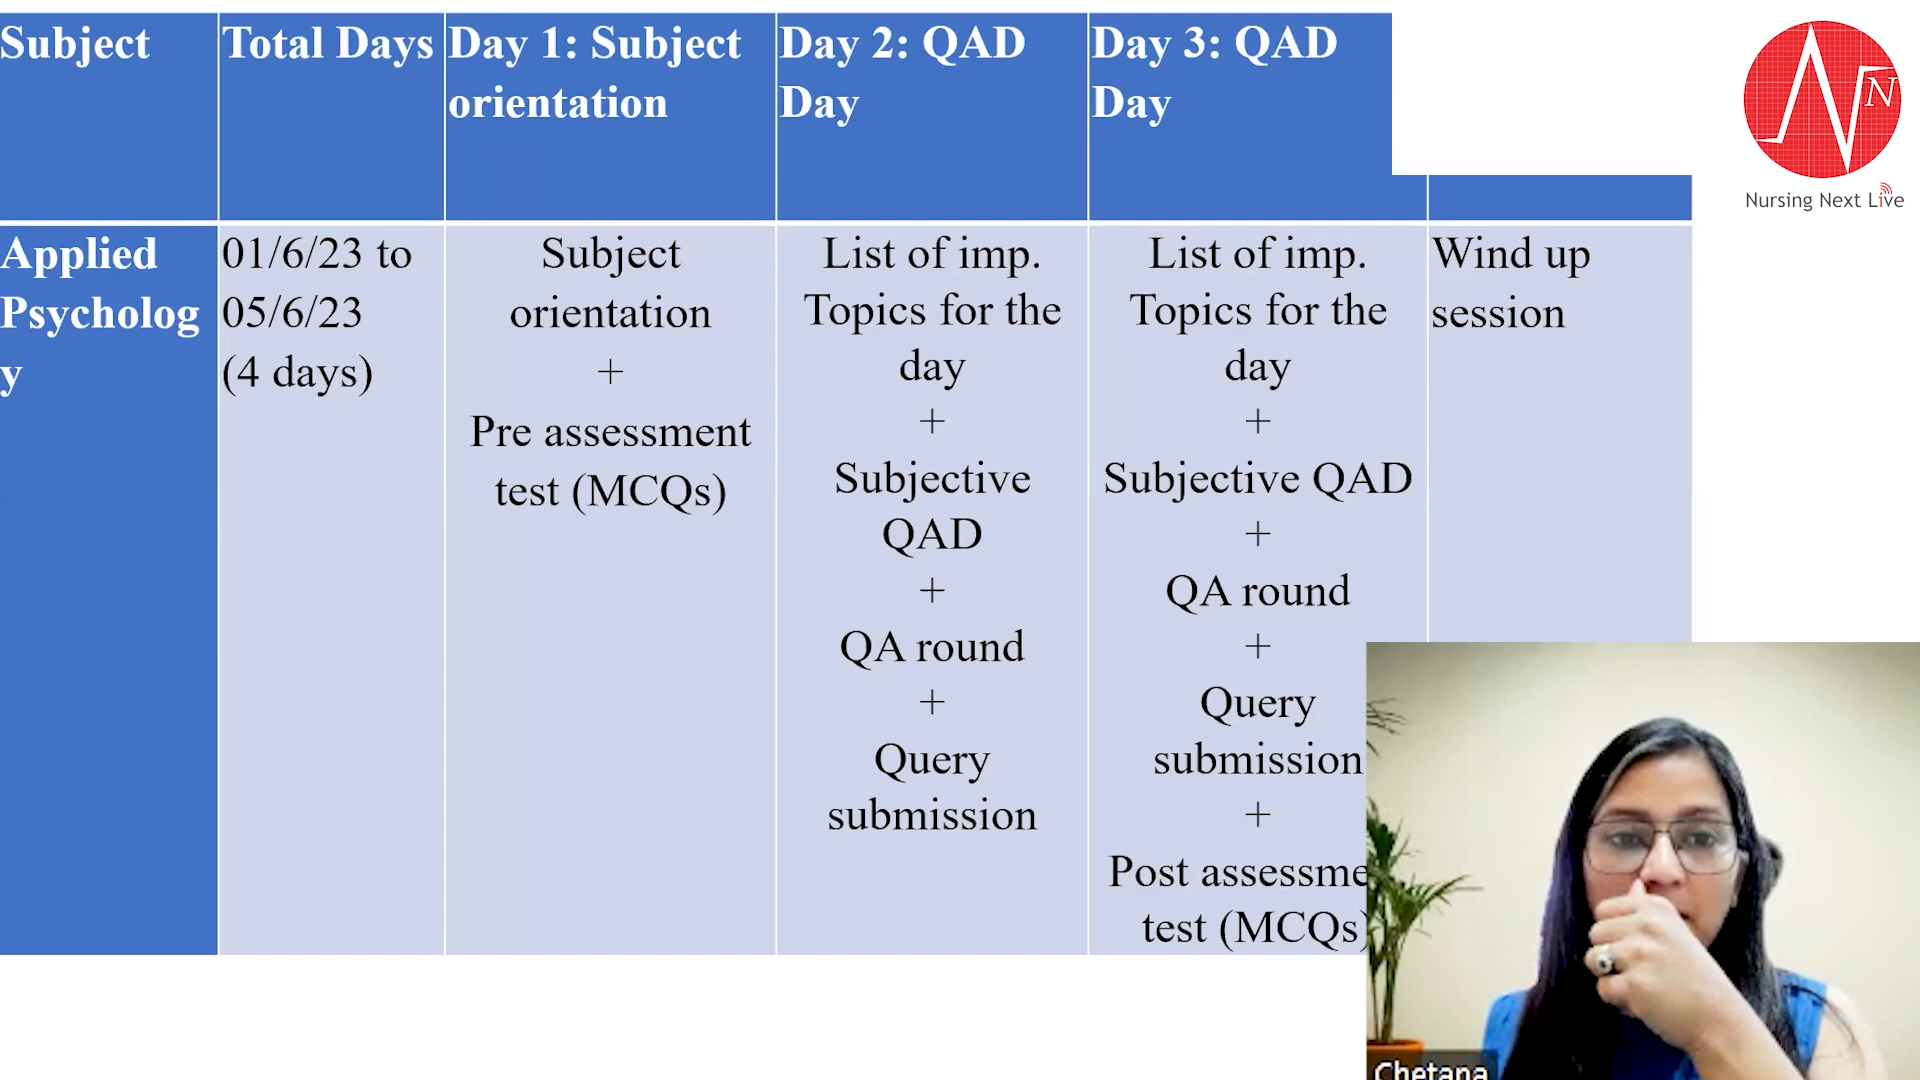 Subject
Total Days
Day 1: Subject
orientation
Day 2: QAD
Day
Day 3: QAD
Day
Applied
Psycholog
y
01/6/23 to
05/6/23
(4 days)
Subject
orientation
+
Pre assessment
test (MCQs)
List of imp.
Topics for the
day
+
Subjective
QAD
+
QA round
+
Query
submission
List of imp.
Topics for the
day
+
Subjective QAD
+
QA round
+
Query
submission
+
Post assessme
test (MCQs)
Wind up
session
N
Nursing Next Live
Chetana